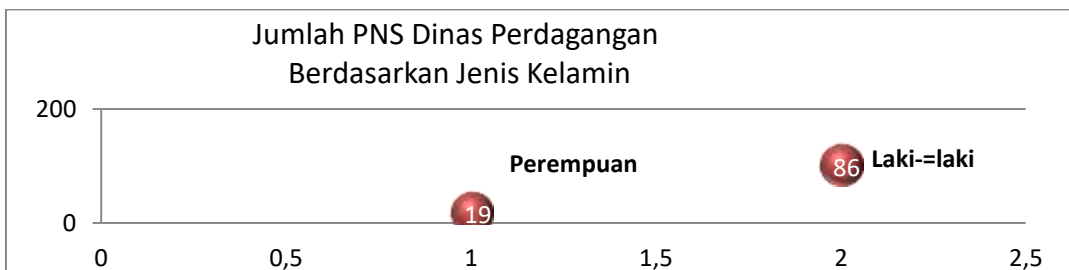 Jumlah PNS Dinas Perdagangan
Berdasarkan Jenis Kelamin
200
Perempuan
86
Laki-=laki
19
0
0
0,5
1
1,5
2
2,5